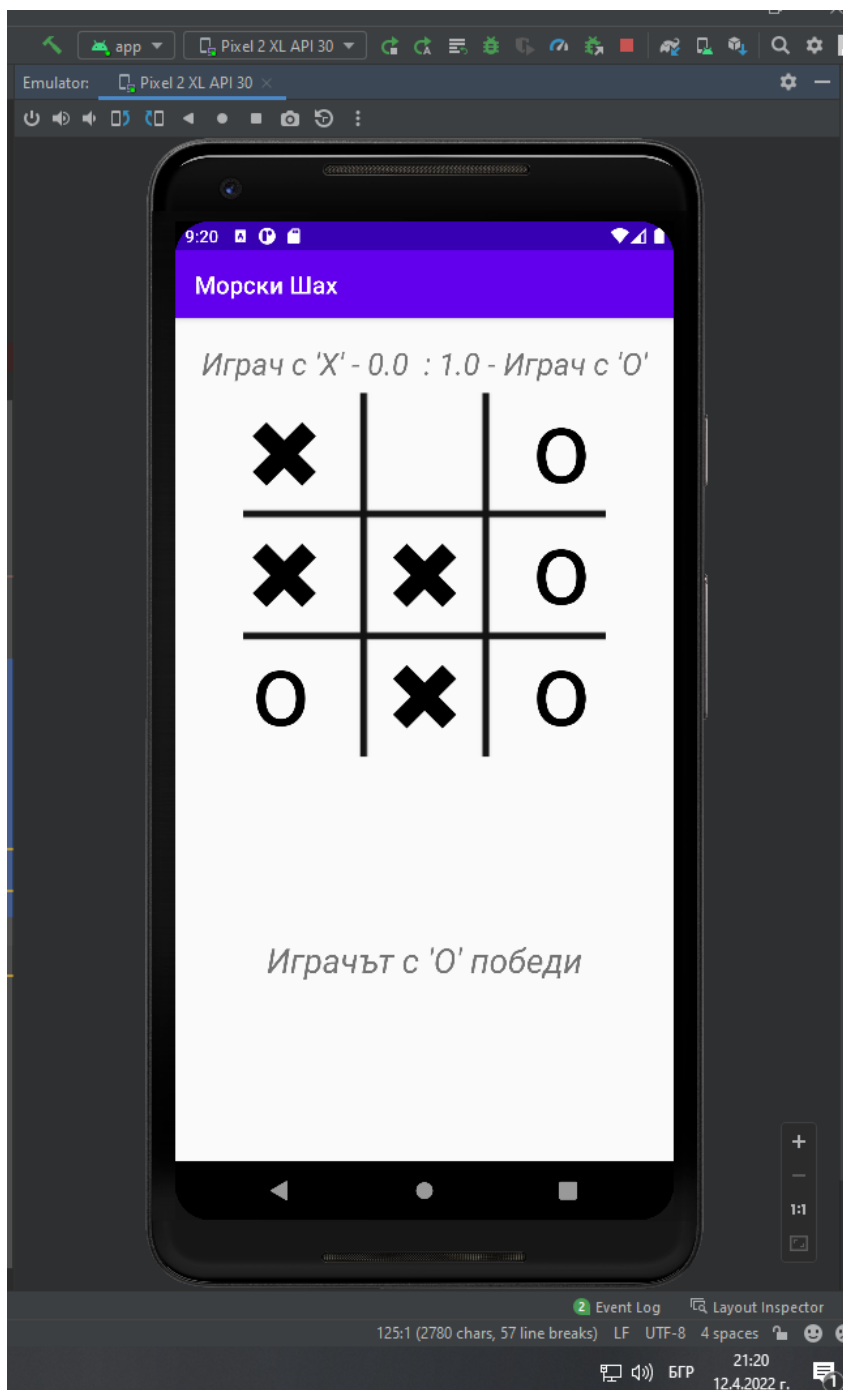 app Pixel 2 XL API 30
Emulator: Pixel 2 XL API 30
9:20
Морски Шах
Играч с 'X' - 0.0 : 1.0 - Играч с 'O'
X O
X X O
O X O
Играчът с 'O' победи
1:1
2 Event Log Layout Inspector
125:1 (2780 chars, 57 line breaks) LF UTF-8 4 spaces
БГР 21:20
12.4.2022 г. 1